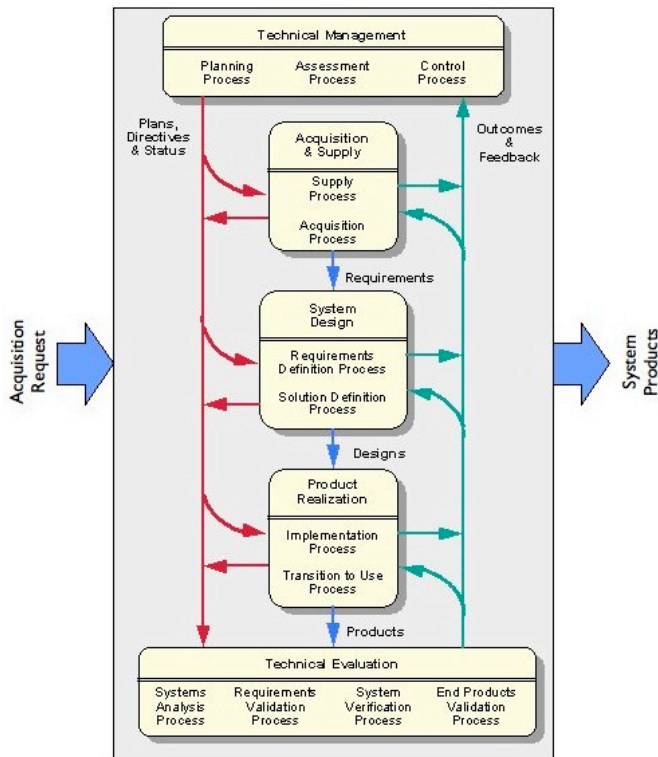 Technical Management
Planning
Process
Assessment
Process
Control
Process
Plans,
Directives
& Status
Outcomes
&
Feedback
Acquisition
& Supply
Supply
Process
Acquisition
Process
Requirements
System
Design
Requirements
Definition Process
Solution Definition
Process
Acquisition
Request
System
Products
Designs
Product
Realization
Implementation
Process
Transition to Use
Process
Products
Technical Evaluation
Systems
Analysis
Process
Requirements
Validation
Process
System
Verification
Process
End Products
Validation
Process